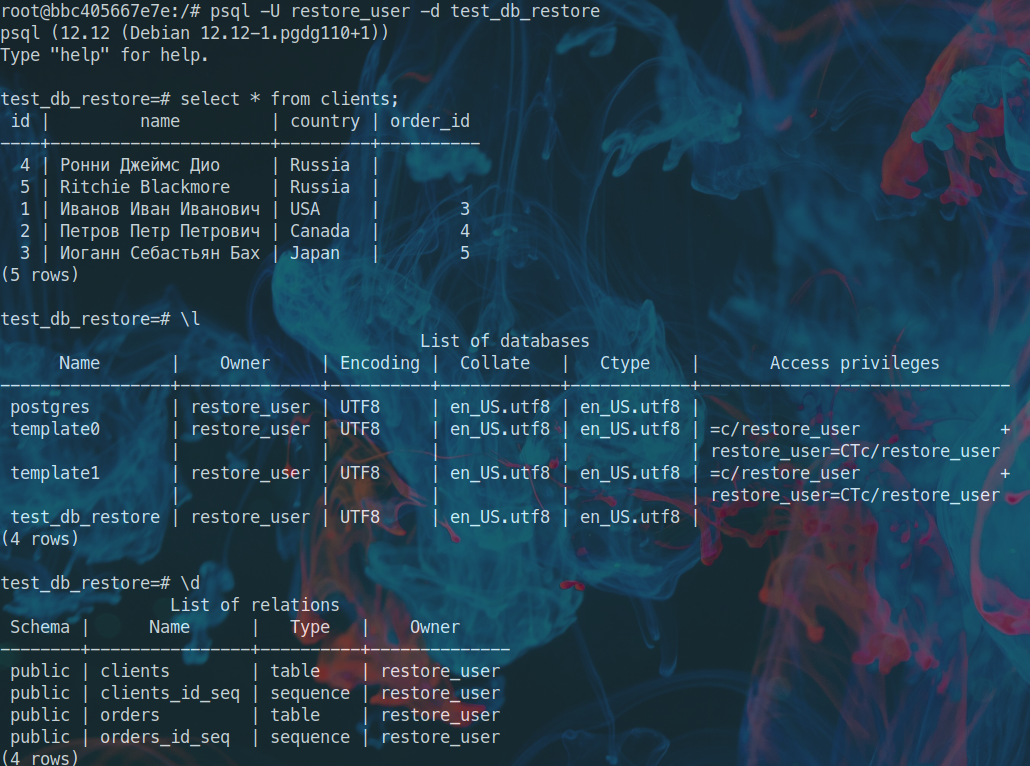 root@bbc405667e7e:/# psql -U restore_user -d test_db_restore
psql (12.12 (Debian 12.12-1.pgdg110+1))
Type "help" for help.

test_db_restore=# select * from clients;
 id |         name         | country | order_id
----+----------------------+---------+----------
  4 | Ронни Джеймс Дио     | Russia  |
  5 | Ritchie Blackmore    | Russia  |
  1 | Иванов Иван Иванович | USA     |        3
  2 | Петров Петр Петрович | Canada  |        4
  3 | Иоганн Себастьян Бах | Japan   |        5
(5 rows)

test_db_restore=# \l
                                          List of databases
      Name       |    Owner     | Encoding |  Collate   |   Ctype    |       Access privileges
-----------------+--------------+----------+------------+------------+-------------------------------
 postgres        | restore_user | UTF8     | en_US.utf8 | en_US.utf8 |
 template0       | restore_user | UTF8     | en_US.utf8 | en_US.utf8 | =c/restore_user              +
                 |              |          |            |            | restore_user=CTc/restore_user
 template1       | restore_user | UTF8     | en_US.utf8 | en_US.utf8 | =c/restore_user              +
                 |              |          |            |            | restore_user=CTc/restore_user
 test_db_restore | restore_user | UTF8     | en_US.utf8 | en_US.utf8 |
(4 rows)

test_db_restore=# \d
                 List of relations
 Schema |      Name      |   Type   |    Owner
--------+----------------+----------+--------------
 public | clients        | table    | restore_user
 public | clients_id_seq | sequence | restore_user
 public | orders         | table    | restore_user
 public | orders_id_seq  | sequence | restore_user
(4 rows)